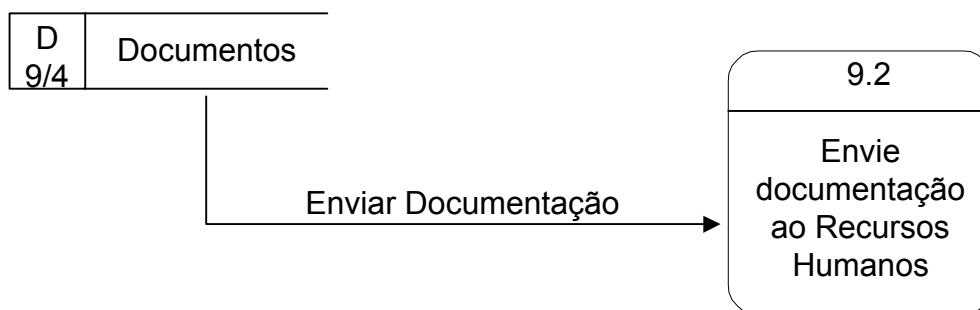 D
9/4
Documentos
9.2
Envie
documentação
ao Recursos
Humanos
Enviar Documentação